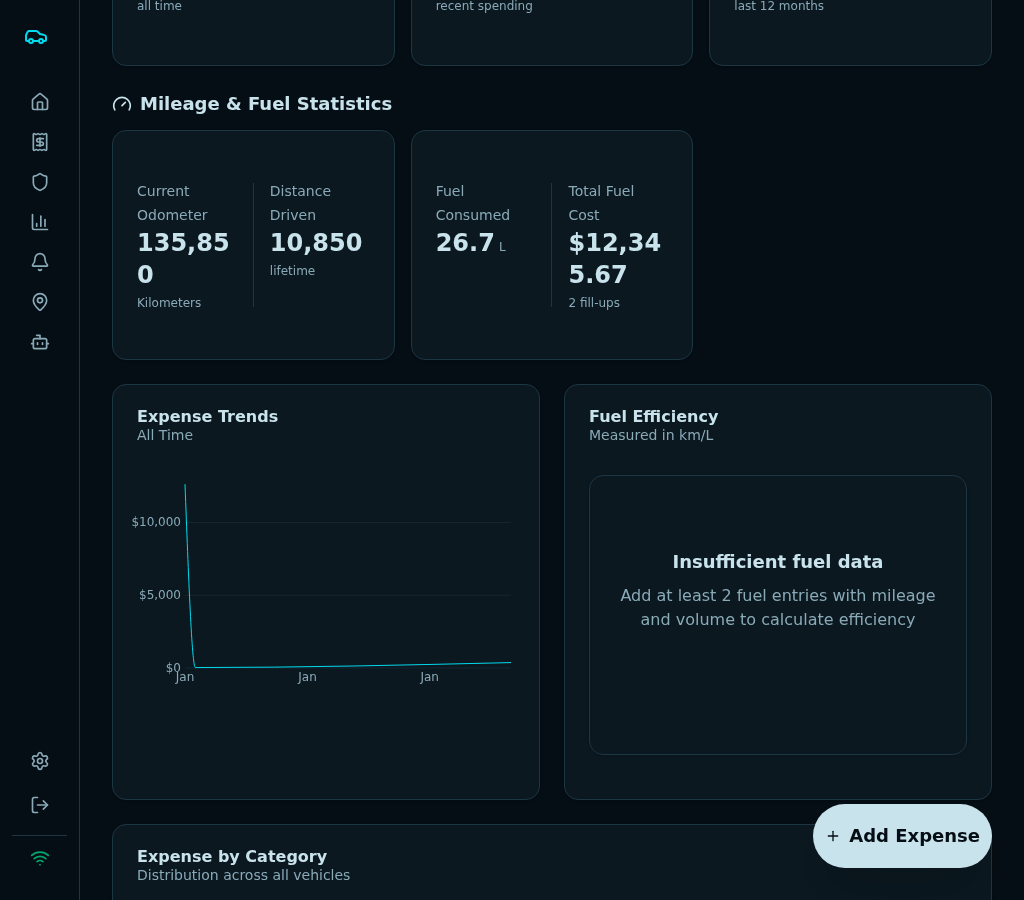 all time
recent spending
last 12 months
Mileage & Fuel Statistics
Current
Odometer
135,85
0
Kilometers
Distance
Driven
10,850
lifetime
Fuel
Consumed
26.7 L
Total Fuel
Cost
$12,34
5.67
2 fill-ups
Expense Trends
All Time
$10,000
$5,000
$0
Jan Jan Jan
Fuel Efficiency
Measured in km/L
Insufficient fuel data
Add at least 2 fuel entries with mileage
and volume to calculate efficiency
+ Add Expense
Expense by Category
Distribution across all vehicles